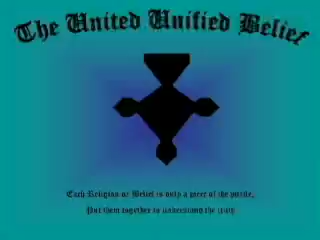 The United Unified Belief
Each Religion or Belief is only a piece of the puzzle,
Put them together to understand the truth